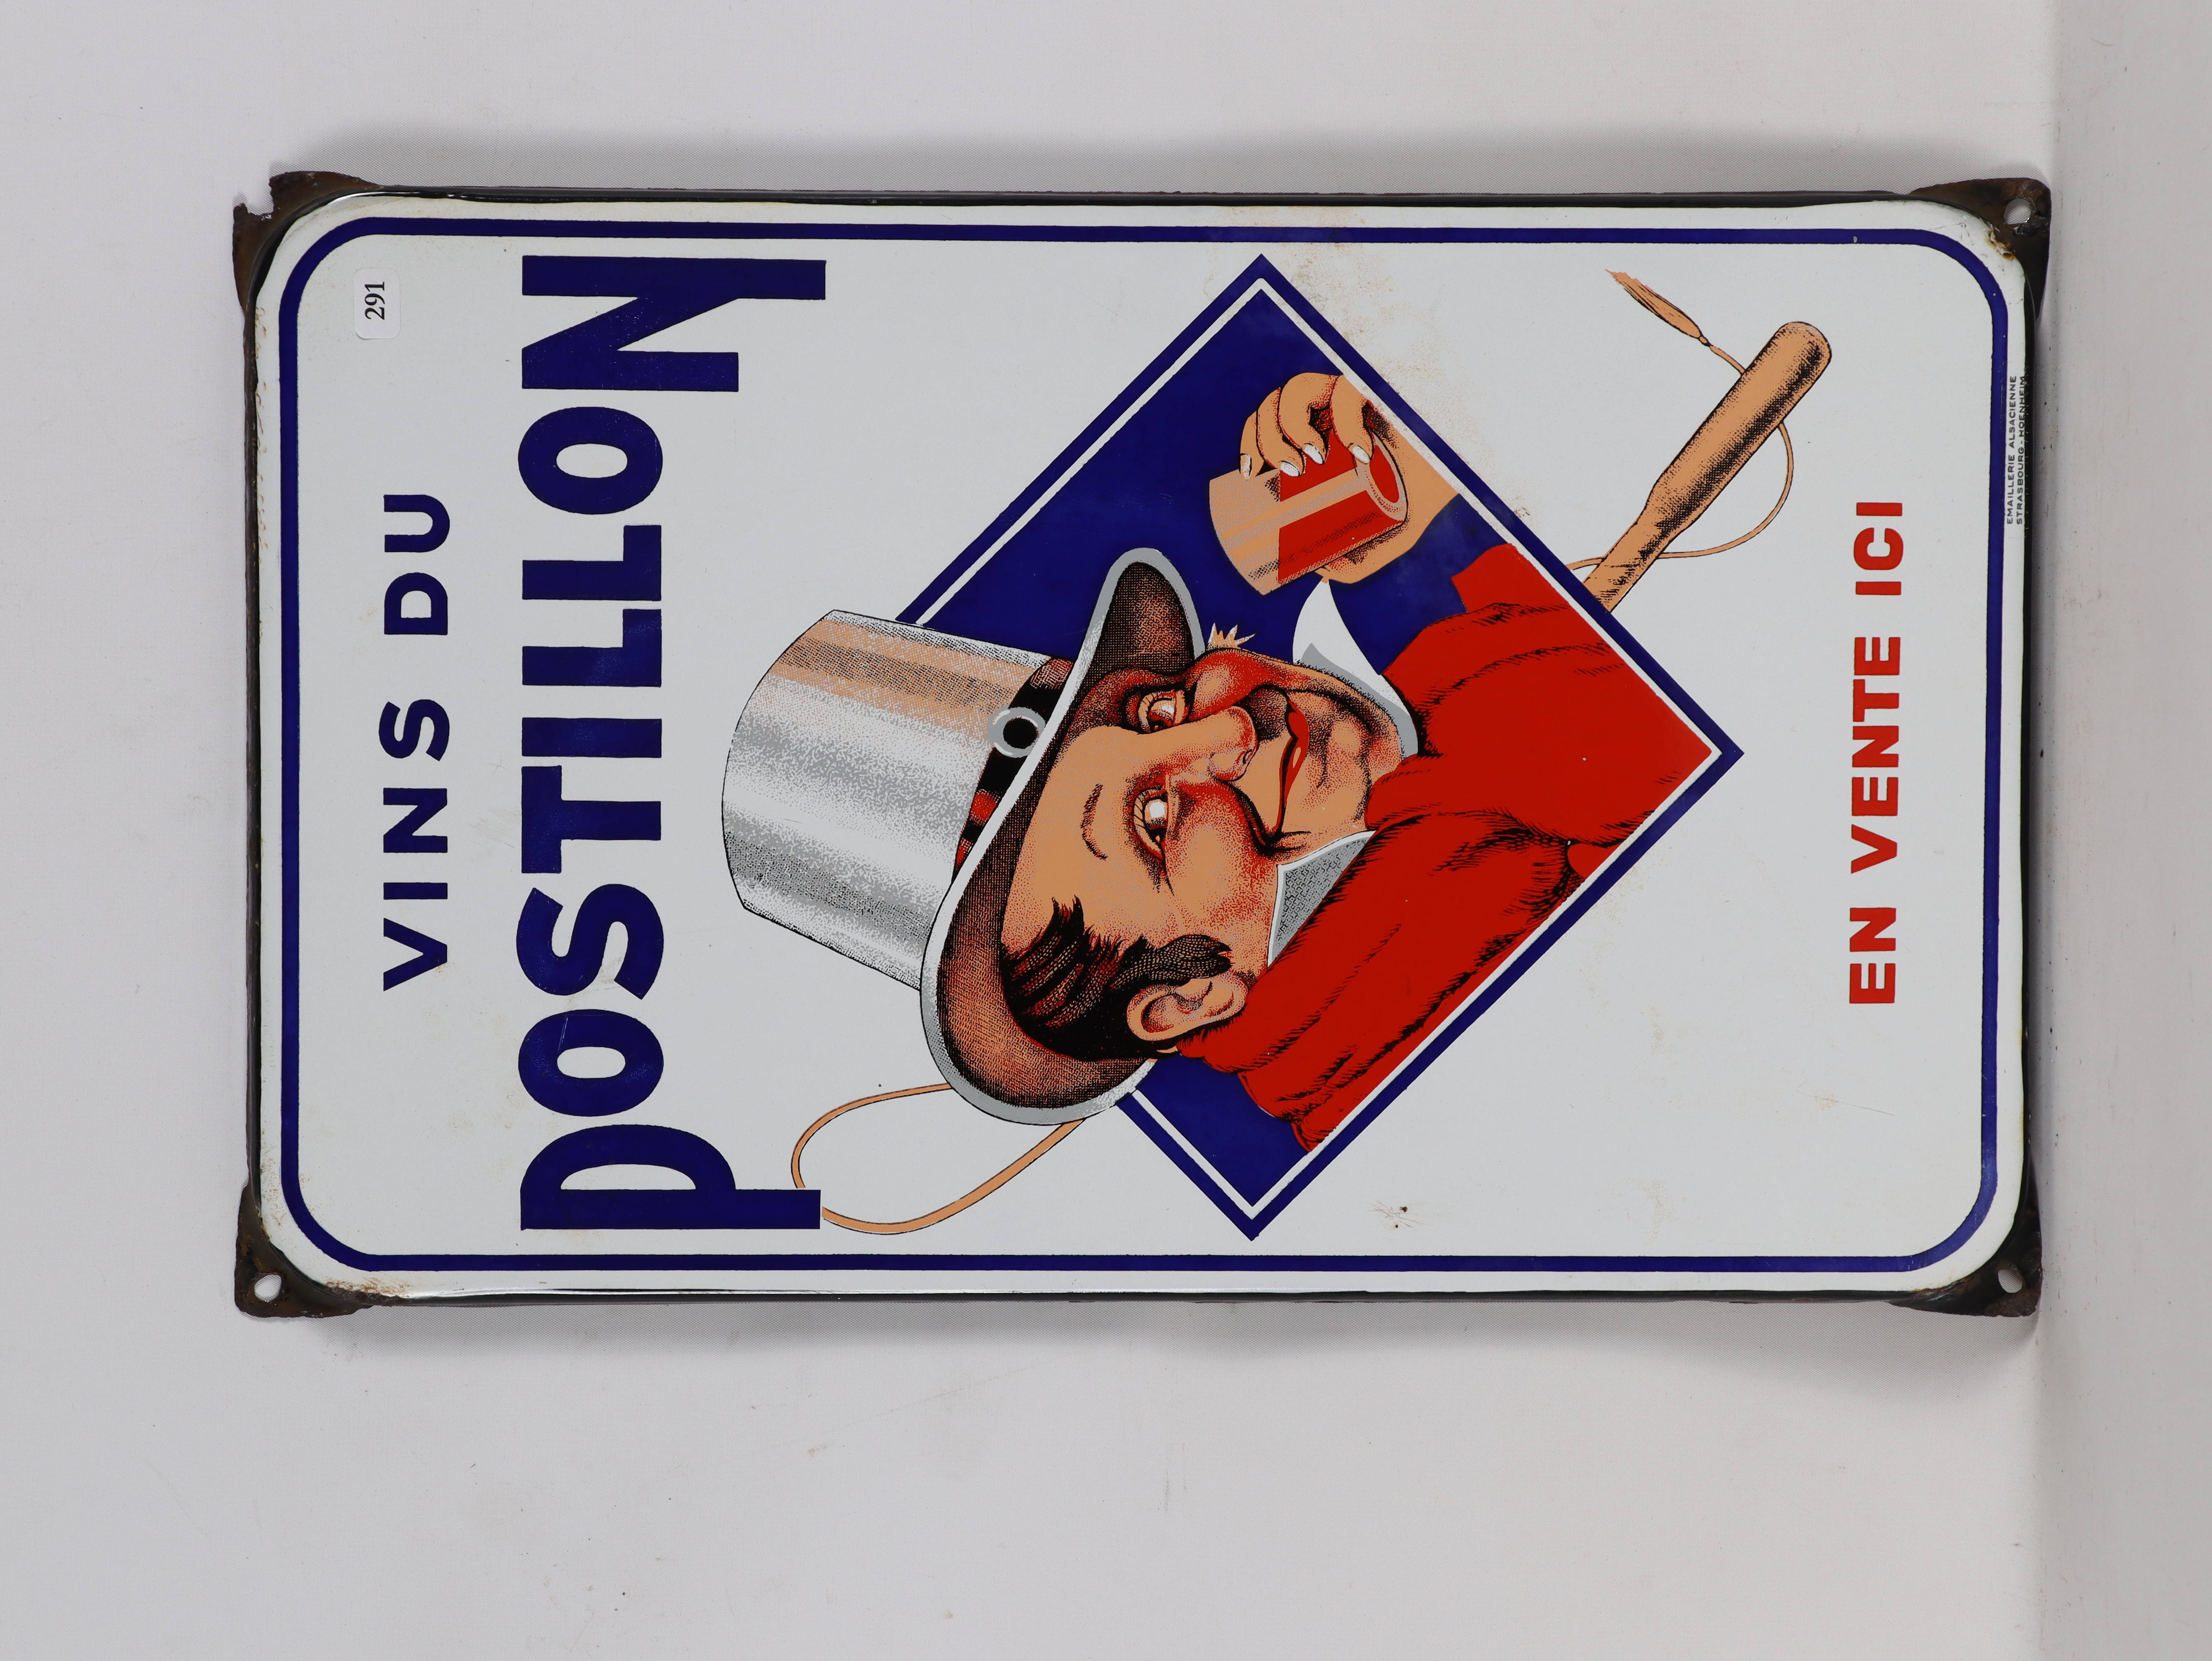 291
VINS DU
POSTILLON
EN VENTE ICI
EMAILLERIE ALSACIENNE
STRASBOURG - HOENHEIM